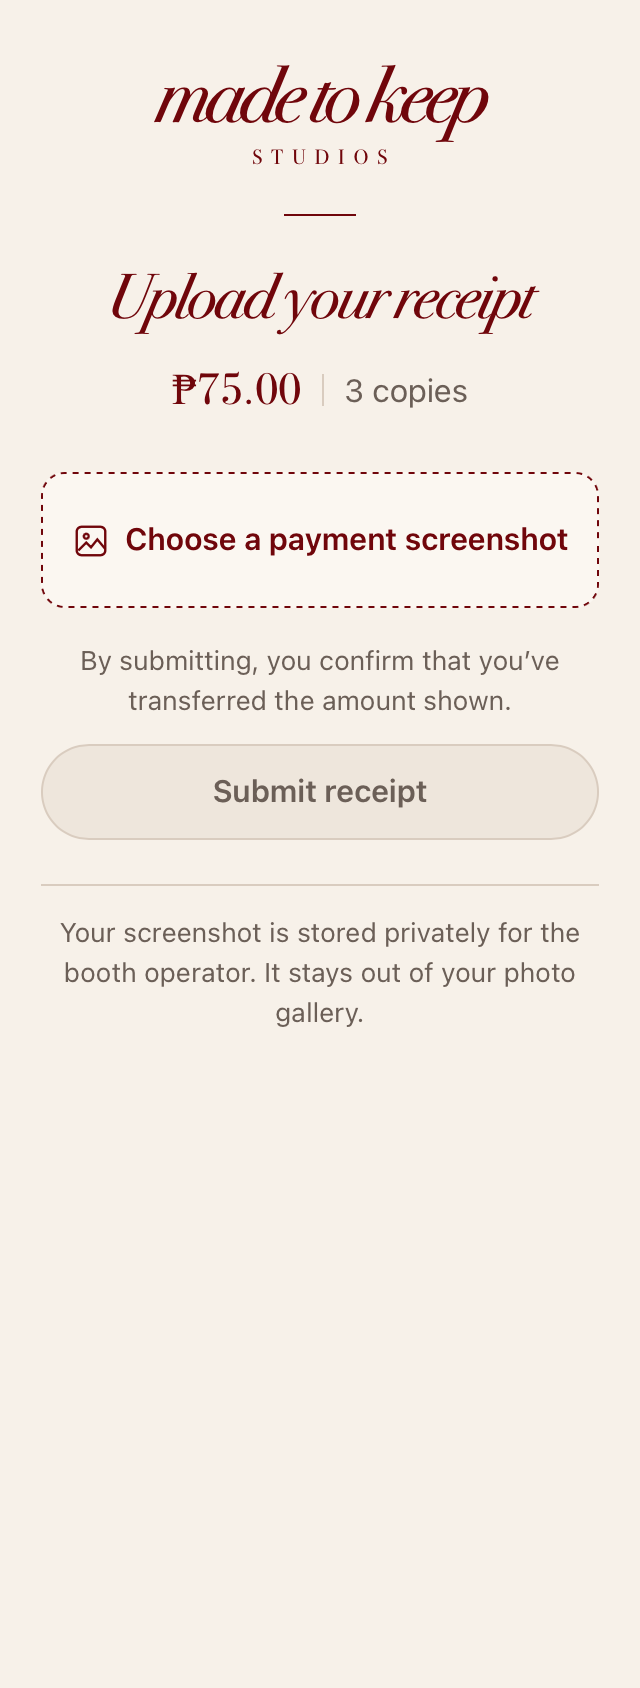 made to keep
STUDIOS
Upload your receipt
₱75.00 | 3 copies
Choose a payment screenshot
By submitting, you confirm that you’ve
transferred the amount shown.
Submit receipt
Your screenshot is stored privately for the
booth operator. It stays out of your photo
gallery.